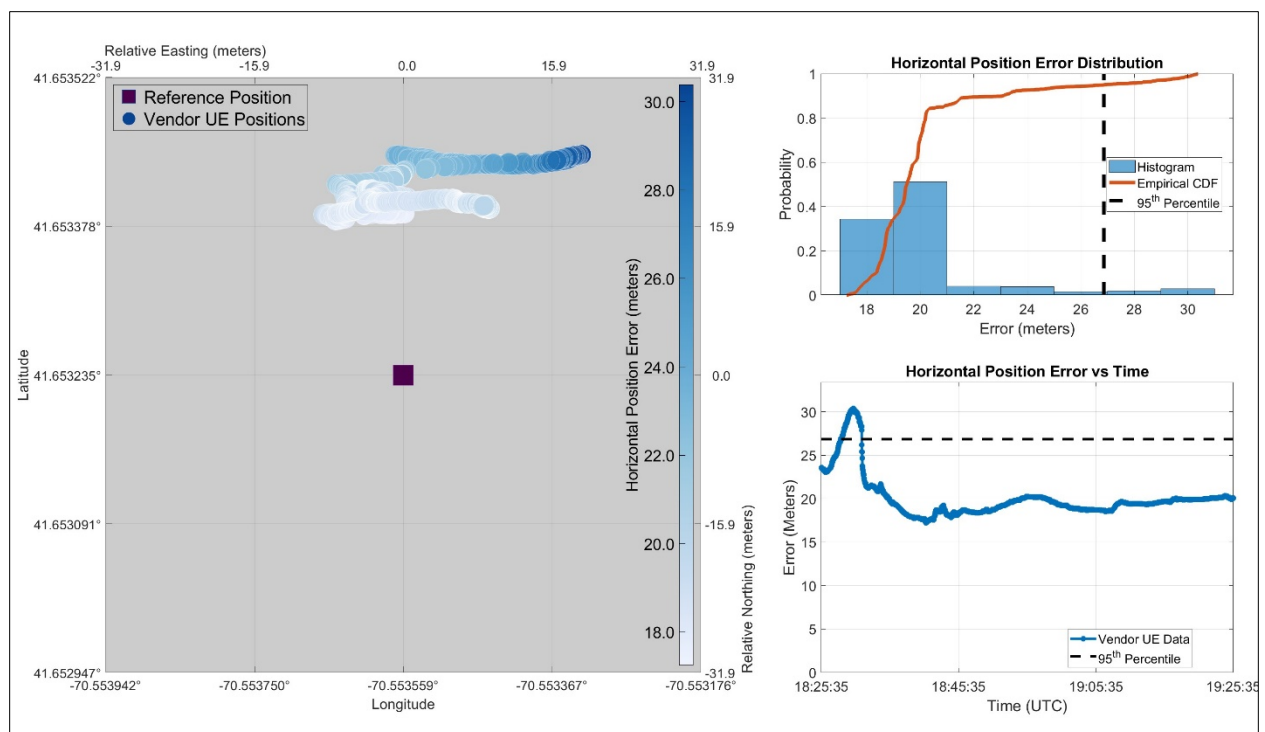 Relative Easting (meters)
-31.9 -15.9 0.0 15.9 31.9
41.653522° 31.9
Reference Position
Vendor UE Positions
30.0
28.0
41.653378° 15.9
26.0
Horizontal Position Error (meters)
24.0
Latitude
41.653235° 0.0
22.0
41.653091° -15.9
20.0
Relative Northing (meters)
18.0
41.652947° -31.9
-70.553942° -70.553750° -70.553559° -70.553367° -70.553176°
Longitude
Horizontal Position Error Distribution
1
0.8
0.6
0.4
0.2
0
Probability
Histogram
Empirical CDF
95th Percentile
18 20 22 24 26 28 30
Error (meters)
Horizontal Position Error vs Time
30
25
20
15
10
5
0
Error (Meters)
Vendor UE Data
95th Percentile
18:25:35 18:45:35 19:05:35 19:25:35
Time (UTC)